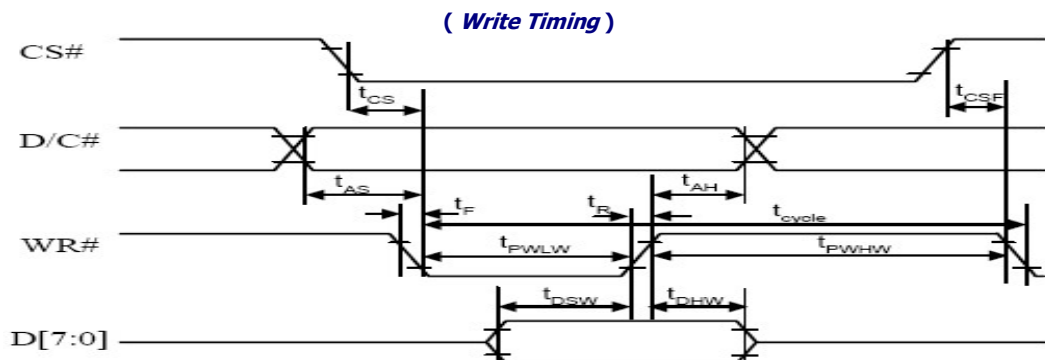 ( Write Timing )
CS#
tCS
tCSF
D/C#
tAS
tAH
tF
tR
tcycle
WR#
tPWLW
tPWHW
tDSW
tDHW
D[7:0]